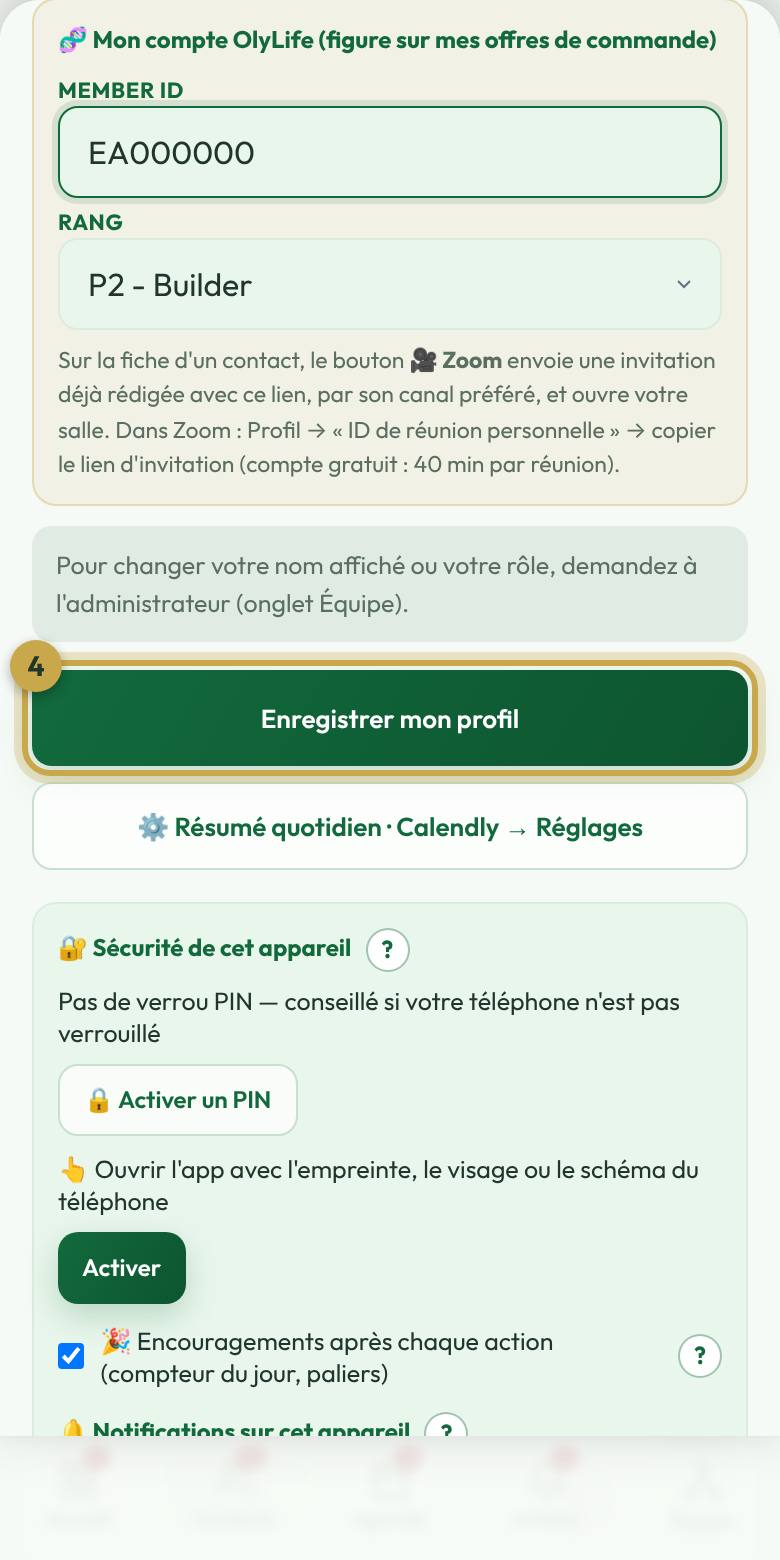 🧬 Mon compte OlyLife (figure sur mes offres de commande)
MEMBER ID
EA000000
RANG
P2 - Builder
Sur la fiche d'un contact, le bouton 🎥 Zoom envoie une invitation
déjà rédigée avec ce lien, par son canal préféré, et ouvre votre
salle. Dans Zoom : Profil → « ID de réunion personnelle » → copier
le lien d'invitation (compte gratuit : 40 min par réunion).
Pour changer votre nom affiché ou votre rôle, demandez à
l'administrateur (onglet Équipe).
4
Enregistrer mon profil
⚙️ Résumé quotidien · Calendly → Réglages
🔐 Sécurité de cet appareil ?
Pas de verrou PIN — conseillé si votre téléphone n'est pas
verrouillé
🔒 Activer un PIN
👆 Ouvrir l'app avec l'empreinte, le visage ou le schéma du
téléphone
Activer
🎉 Encouragements après chaque action
(compteur du jour, paliers)
?
🔔 Notifications sur cet appareil ?